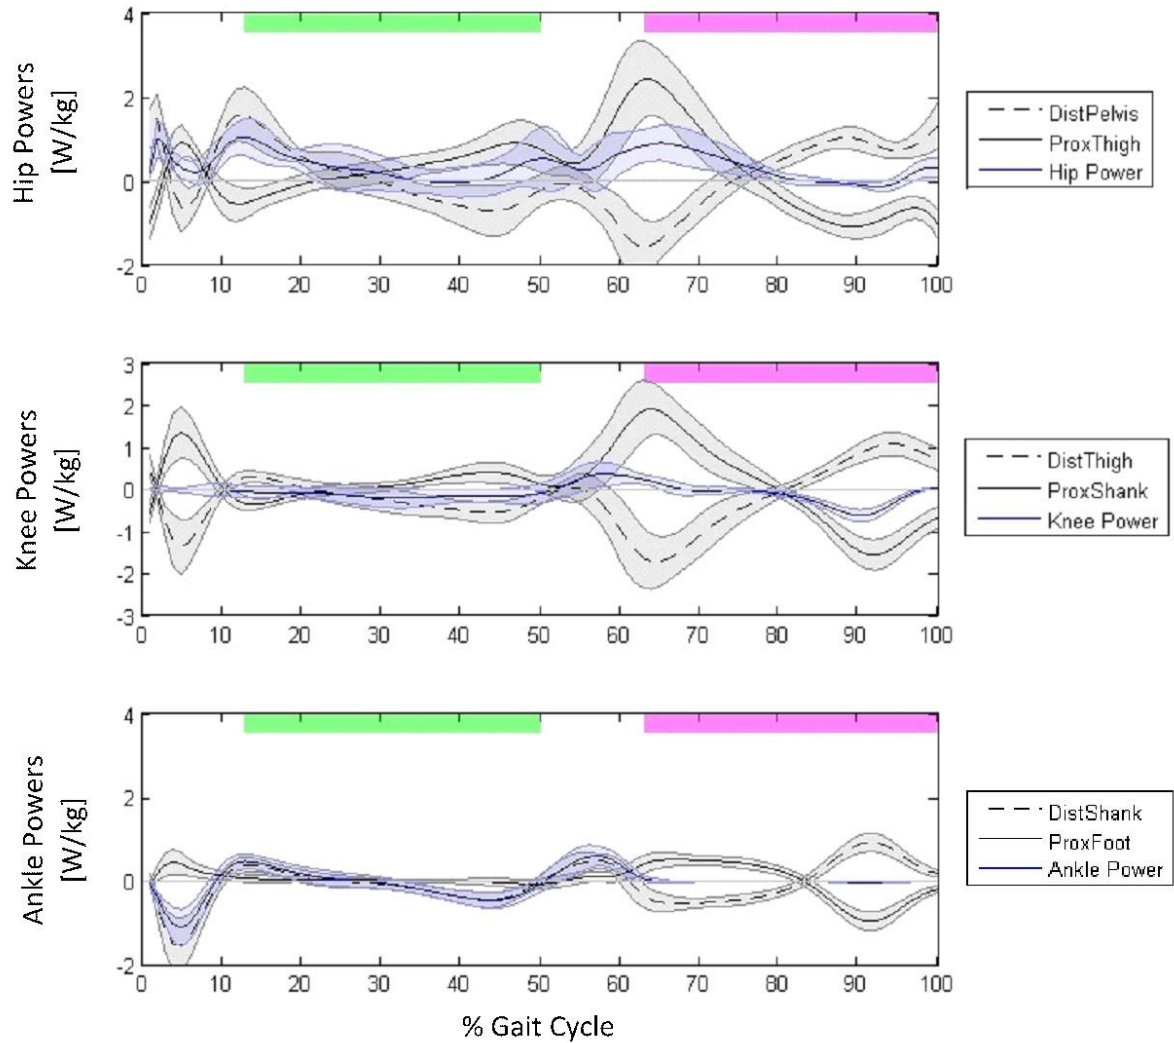 Hip Powers
[W/kg]
4
2
0
-2
0 10 20 30 40 50 60 70 80 90 100
DistPelvis
ProxThigh
Hip Power
Knee Powers
[W/kg]
3
2
1
0
-1
-2
-3
0 10 20 30 40 50 60 70 80 90 100
DistThigh
ProxShank
Knee Power
Ankle Powers
[W/kg]
4
2
0
-2
0 10 20 30 40 50 60 70 80 90 100
DistShank
ProxFoot
Ankle Power
% Gait Cycle